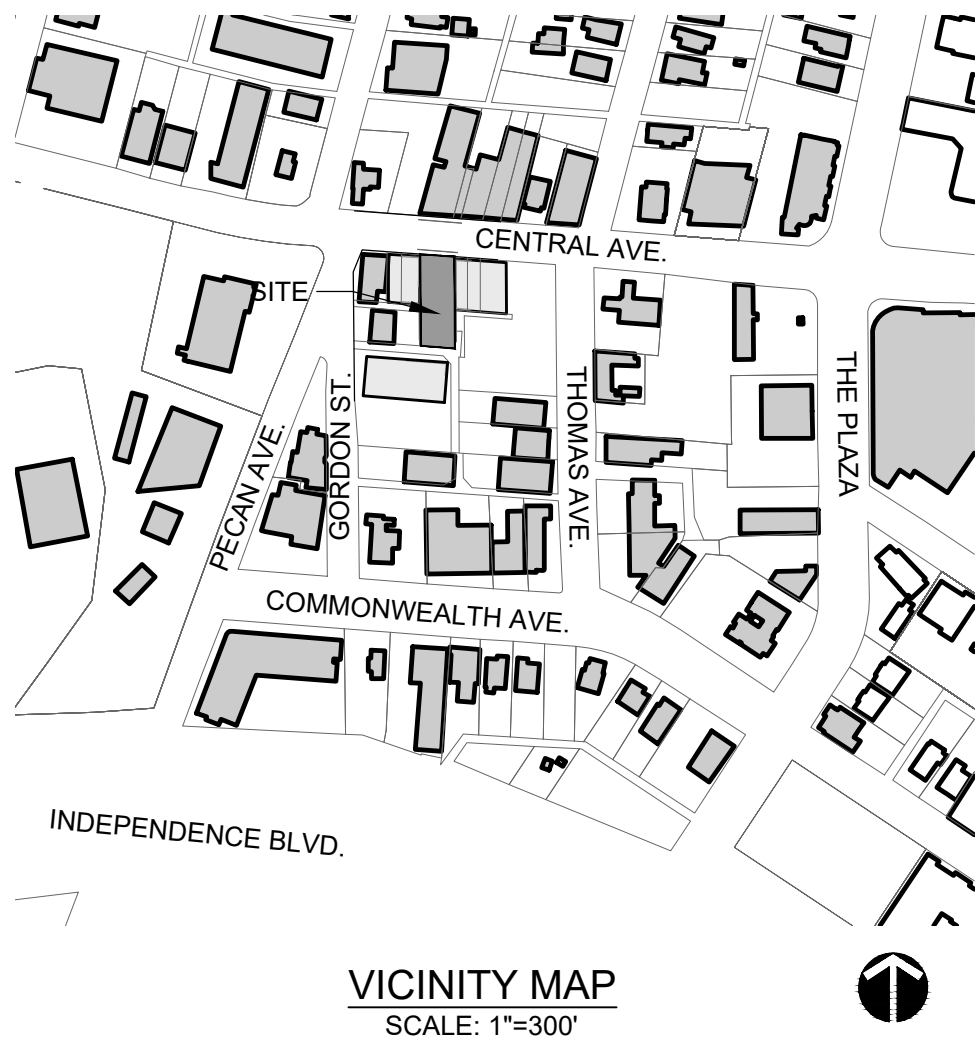 CENTRAL AVE.
SITE
THE PLAZA
THOMAS AVE.
GORDON ST.
PECAN AVE.
COMMONWEALTH AVE.
INDEPENDENCE BLVD.
VICINITY MAP
SCALE: 1"=300'